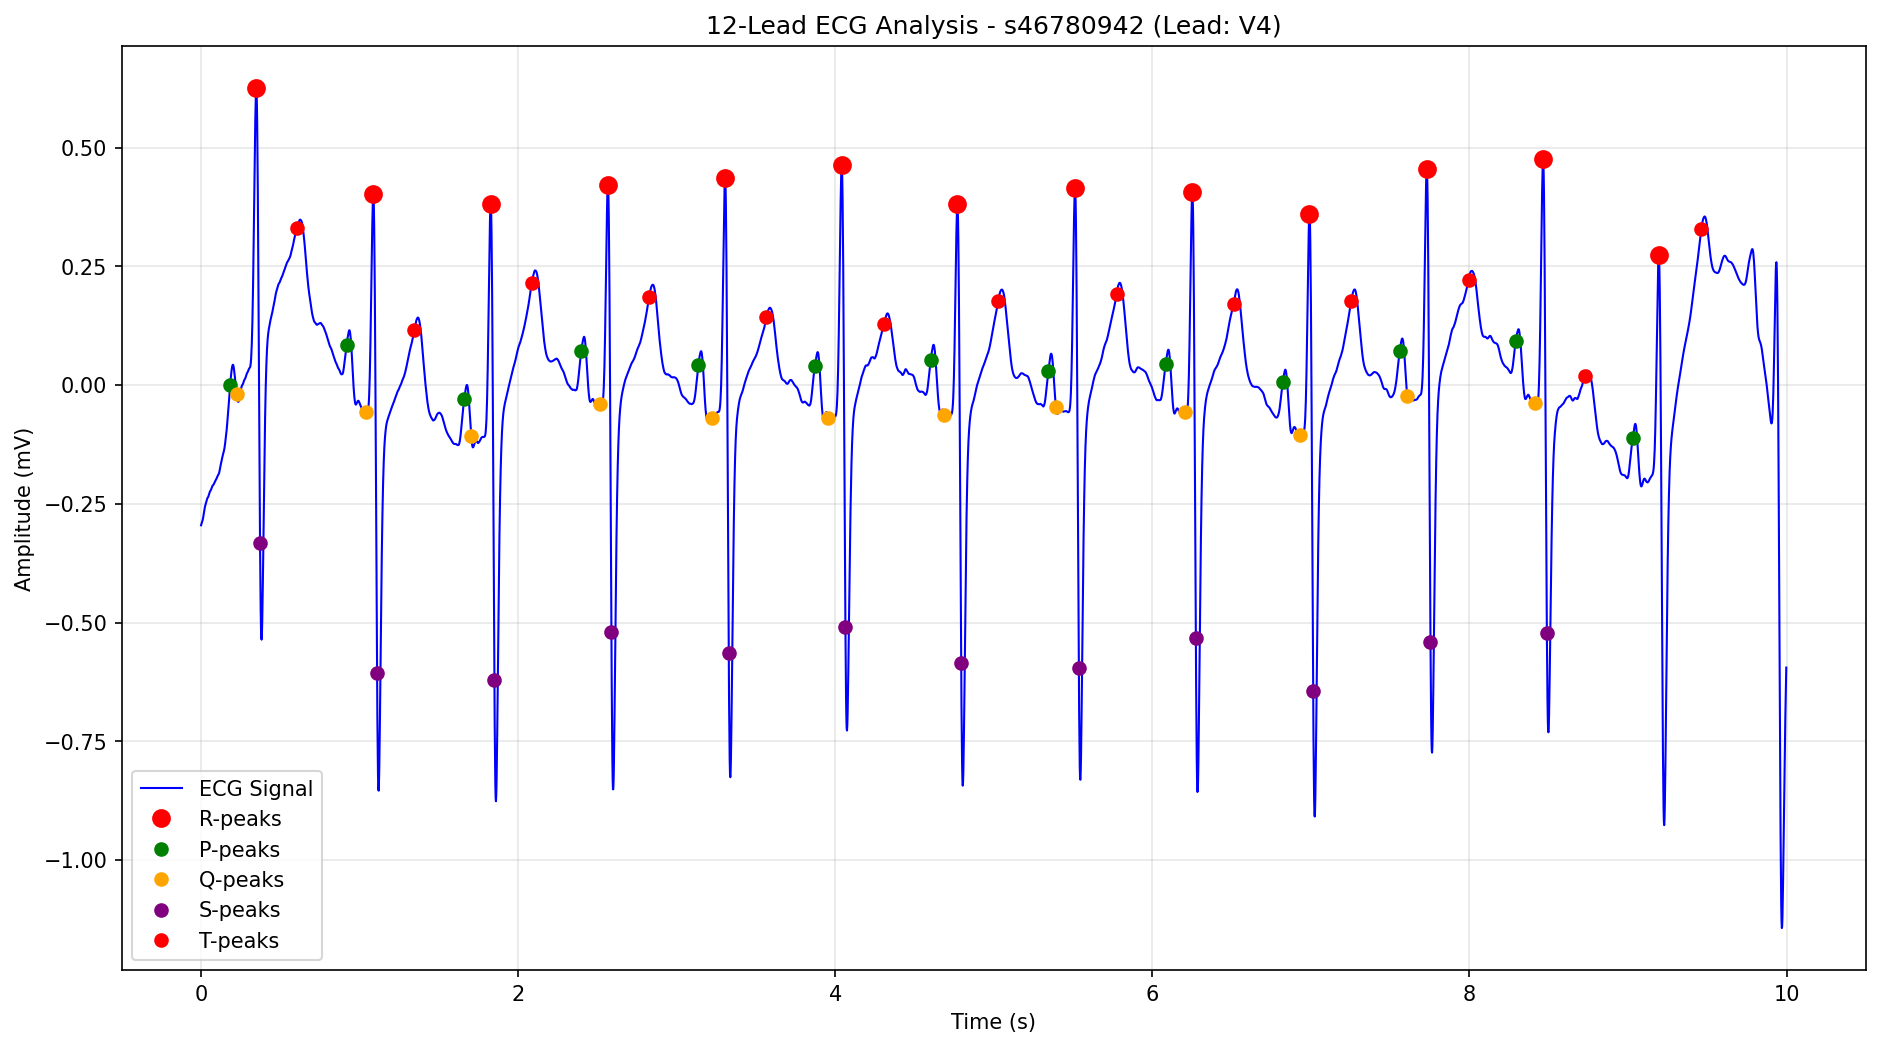 12-Lead ECG Analysis - s46780942 (Lead: V4)
Amplitude (mV)
0.50
0.25
0.00
−0.25
−0.50
−0.75
−1.00
ECG Signal
R-peaks
P-peaks
Q-peaks
S-peaks
T-peaks
0 2 4 6 8 10
Time (s)